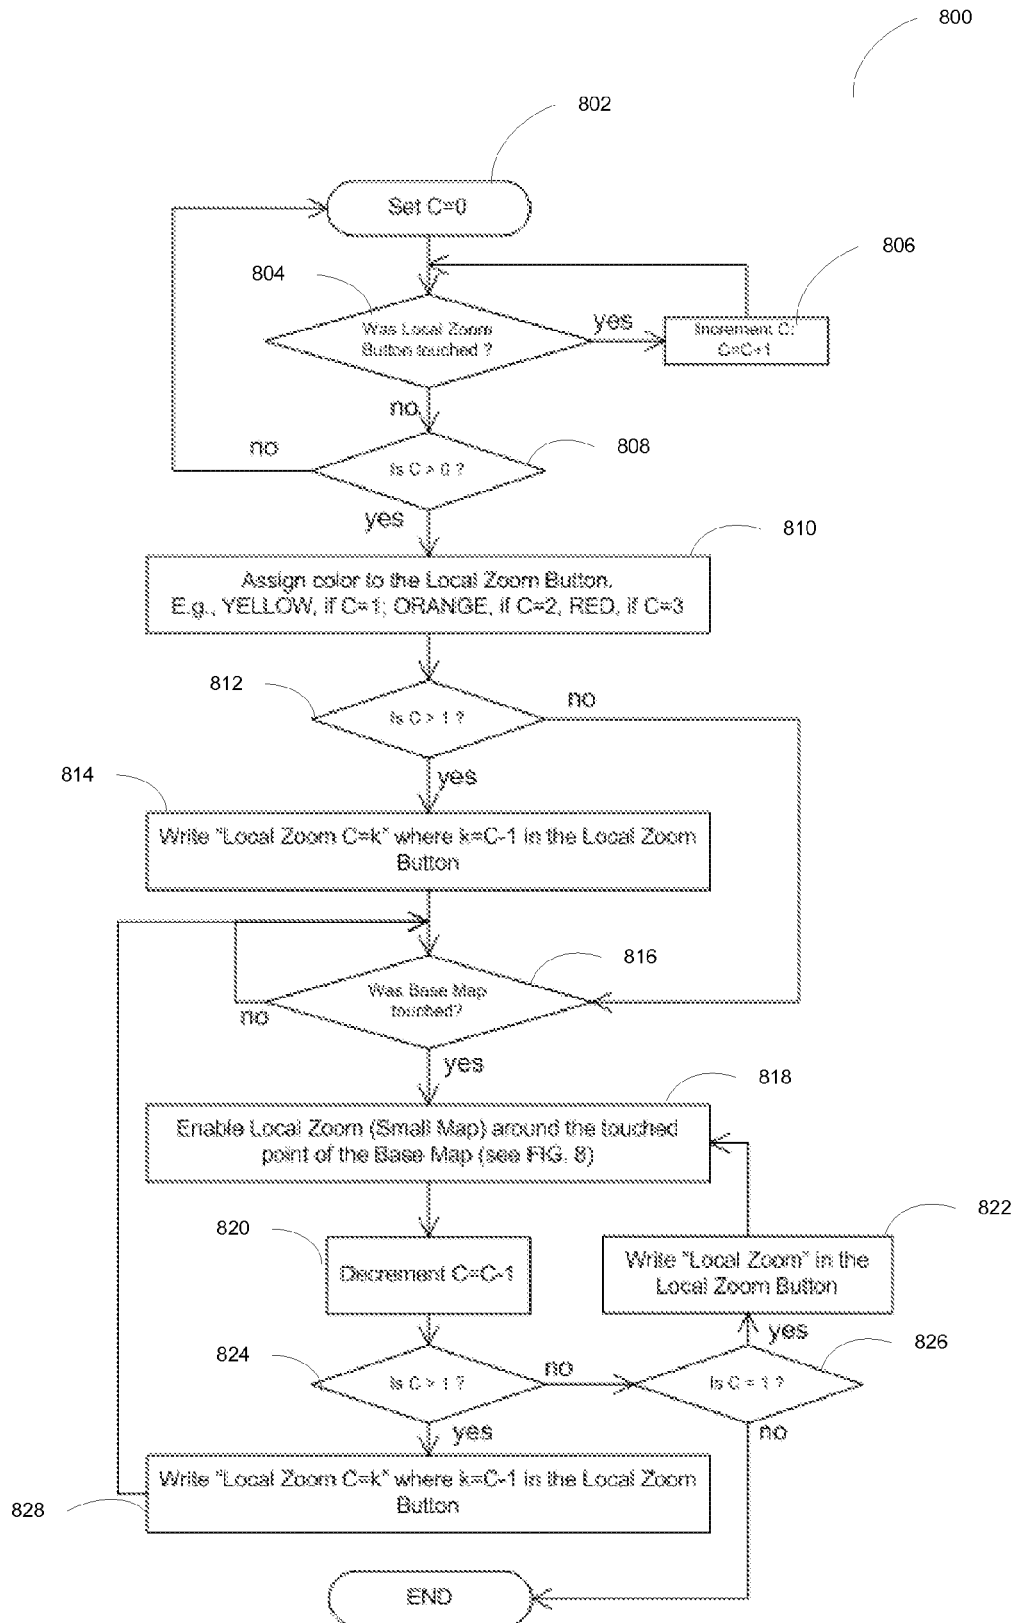 800
802
Set C=0
806
804
Was Local Zoom
Button touched ?
yes
Increment C:
C=C+1
no
no
Is C > 0 ?
808
yes
810
Assign color to the Local Zoom Button.
E.g., YELLOW, if C=1; ORANGE, if C=2, RED, if C=3
812
Is C > 1 ?
no
yes
814
Write "Local Zoom C=k" where k=C-1 in the Local Zoom
Button
816
Was Base Map
touched?
no
yes
818
Enable Local Zoom (Small Map) around the touched
point of the Base Map (see FIG. 8)
820
822
Decrement C=C-1
Write "Local Zoom" in the
Local Zoom Button
yes
824
Is C > 1 ?
no
Is C = 1 ?
826
yes
no
Write "Local Zoom C=k" where k=C-1 in the Local Zoom
Button
828
END